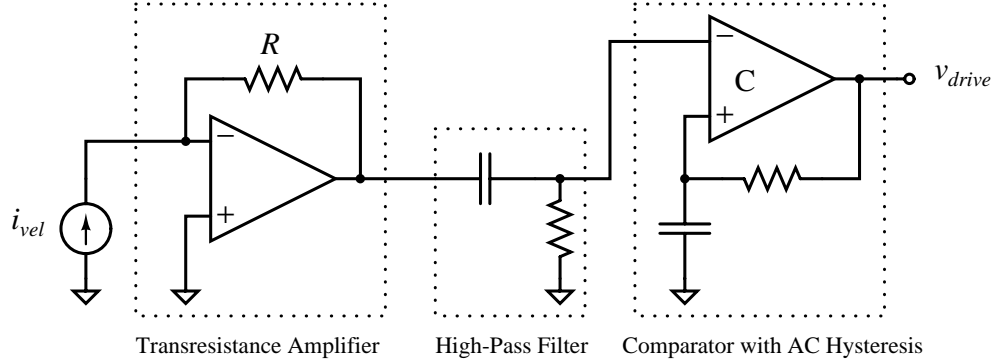 R
C
v_drive
i_vel
−
+
−
+
Transresistance Amplifier
High-Pass Filter
Comparator with AC Hysteresis